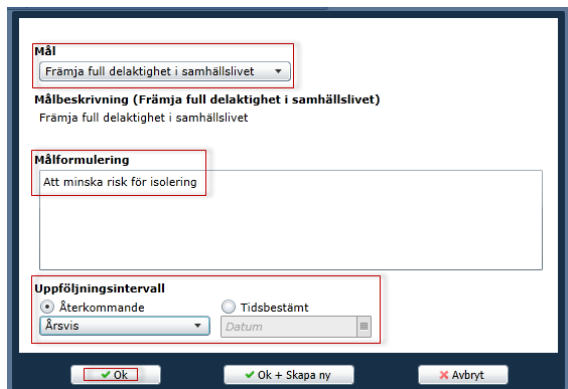 Mål
Främja full delaktighet i samhällslivet
Målbeskrivning (Främja full delaktighet i samhällslivet)
Främja full delaktighet i samhällslivet
Målformulering
Att minska risk för isolering
Uppföljningsintervall
Återkommande Tidsbestämt
Årsvis Datum
Ok Ok + Skapa ny Avbryt